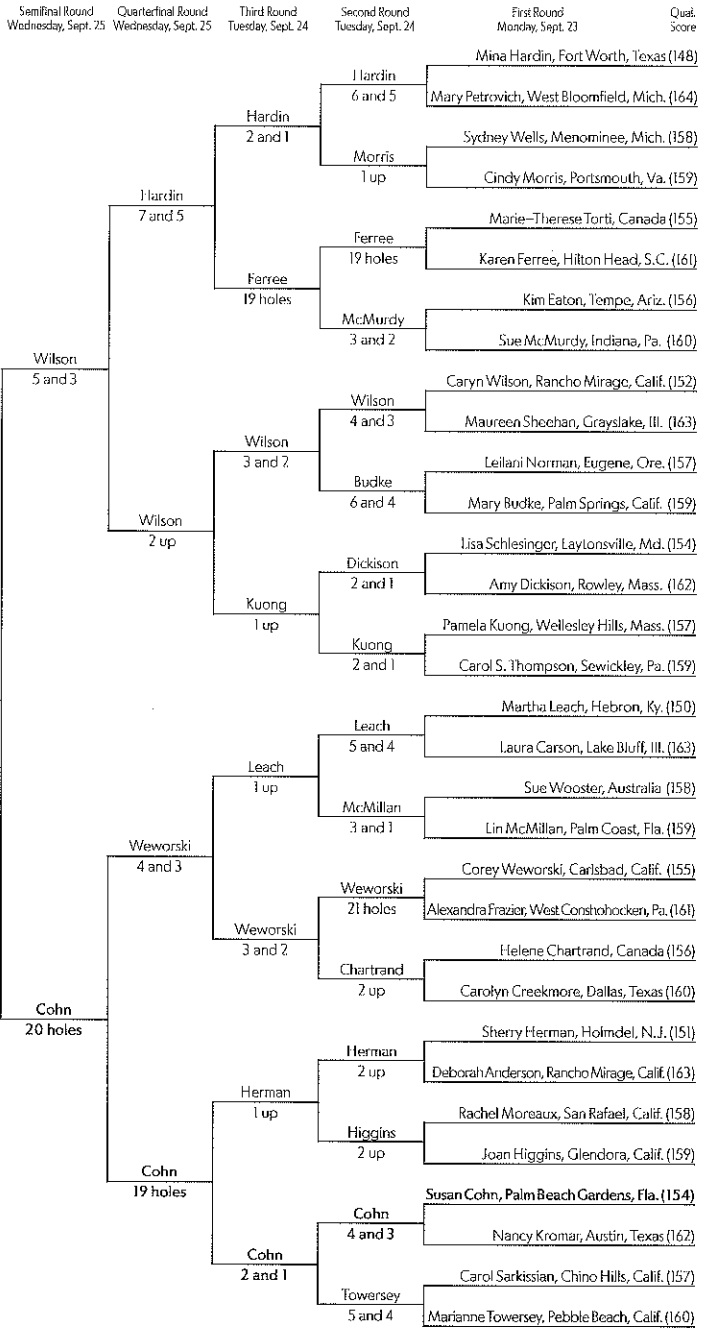 Semifinal Round Quarterfinal Round Third Round Second Round First Round Qual.
Wednesday, Sept. 25 Wednesday, Sept. 25 Tuesday, Sept. 24 Tuesday, Sept. 24 Monday, Sept. 23 Score
Mina Hardin, Fort Worth, Texas (148)
Hardin
6 and 5
Mary Petrovich, West Bloomfield, Mich. (164)
Hardin
2 and 1
Sydney Wells, Menominee, Mich. (158)
Morris
1 up
Cindy Morris, Portsmouth, Va. (159)
Hardin
7 and 5
Marie-Therese Torti, Canada (155)
Ferree
19 holes
Karen Ferree, Hilton Head, S.C. (161)
Ferree
19 holes
Kim Eaton, Tempe, Ariz. (156)
McMurdy
3 and 2
Sue McMurdy, Indiana, Pa. (160)
Wilson
5 and 3
Caryn Wilson, Rancho Mirage, Calif. (152)
Wilson
4 and 3
Maureen Sheehan, Grayslake, Ill. (163)
Wilson
3 and 2
Leilani Norman, Eugene, Ore. (157)
Budke
6 and 4
Mary Budke, Palm Springs, Calif. (159)
Wilson
2 up
Lisa Schlesinger, Laytonsville, Md. (154)
Dickison
2 and 1
Amy Dickison, Rowley, Mass. (162)
Kuong
1 up
Pamela Kuong, Wellesley Hills, Mass. (157)
Kuong
2 and 1
Carol S. Thompson, Sewickley, Pa. (159)
Martha Leach, Hebron, Ky. (150)
Leach
5 and 4
Laura Carson, Lake Bluff, Ill. (163)
Leach
1 up
Sue Wooster, Australia (158)
McMillan
3 and 1
Lin McMillan, Palm Coast, Fla. (159)
Weworski
4 and 3
Corey Weworski, Carlsbad, Calif. (155)
Weworski
21 holes
Alexandra Frazier, West Conshohocken, Pa. (161)
Weworski
3 and 2
Helene Chartrand, Canada (156)
Chartrand
2 up
Carolyn Creekmore, Dallas, Texas (160)
Cohn
20 holes
Sherry Herman, Holmdel, N.J. (151)
Herman
2 up
Deborah Anderson, Rancho Mirage, Calif. (163)
Herman
1 up
Rachel Moreaux, San Rafael, Calif. (158)
Higgins
2 up
Joan Higgins, Glendora, Calif. (159)
Cohn
19 holes
Susan Cohn, Palm Beach Gardens, Fla. (154)
Cohn
4 and 3
Nancy Kromar, Austin, Texas (162)
Cohn
2 and 1
Carol Sarkissian, Chino Hills, Calif. (157)
Towersey
5 and 4
Marianne Towersey, Pebble Beach, Calif. (160)